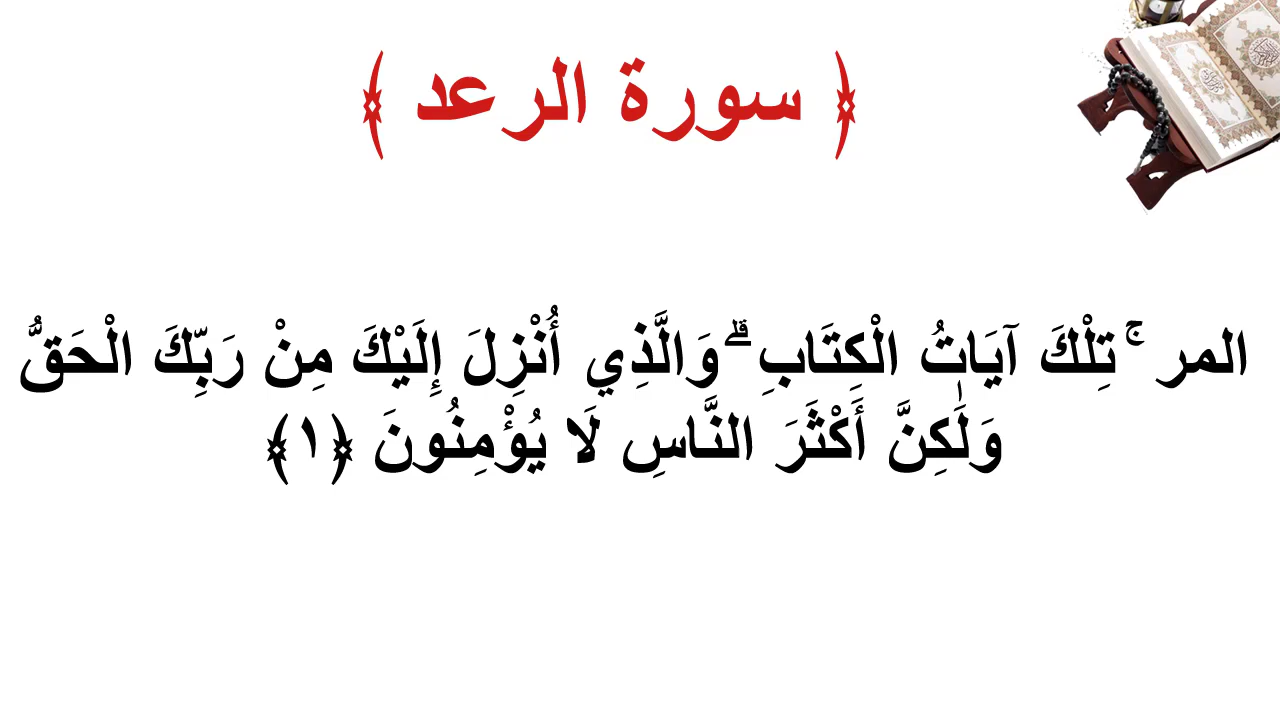 ﴿ سورة الرعد ﴾
المر ۚ تِلْكَ آيَاتُ الْكِتَابِ ۗ وَالَّذِي أُنْزِلَ إِلَيْكَ مِنْ رَبِّكَ الْحَقُّ
وَلَٰكِنَّ أَكْثَرَ النَّاسِ لَا يُؤْمِنُونَ ﴿١﴾